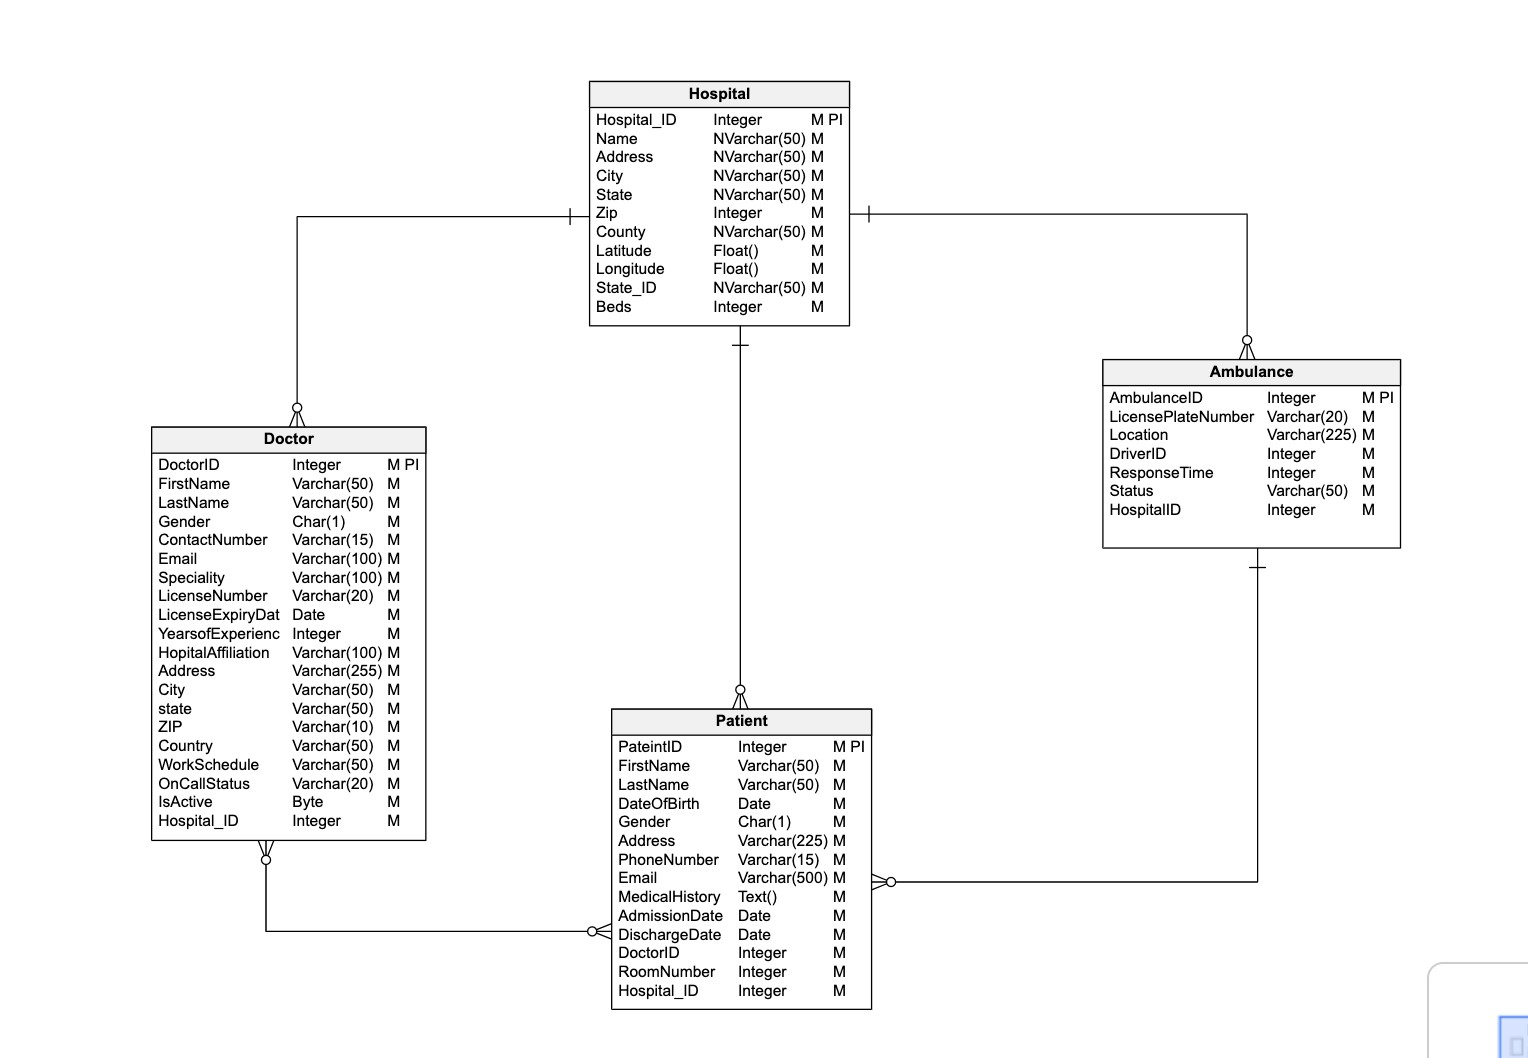 Hospital
Hospital_ID Integer M PI
Name NVarchar(50) M
Address NVarchar(50) M
City NVarchar(50) M
State NVarchar(50) M
Zip Integer M
County NVarchar(50) M
Latitude Float() M
Longitude Float() M
State_ID NVarchar(50) M
Beds Integer M
Ambulance
AmbulanceID Integer M PI
LicensePlateNumber Varchar(20) M
Location Varchar(225) M
DriverID Integer M
ResponseTime Integer M
Status Varchar(50) M
HospitalID Integer M
Doctor
DoctorID Integer M PI
FirstName Varchar(50) M
LastName Varchar(50) M
Gender Char(1) M
ContactNumber Varchar(15) M
Email Varchar(100) M
Speciality Varchar(100) M
LicenseNumber Varchar(20) M
LicenseExpiryDat Date M
YearsofExperienc Integer M
HopitalAffiliation Varchar(100) M
Address Varchar(255) M
City Varchar(50) M
state Varchar(50) M
ZIP Varchar(10) M
Country Varchar(50) M
WorkSchedule Varchar(50) M
OnCallStatus Varchar(20) M
IsActive Byte M
Hospital_ID Integer M
Patient
PateintID Integer M PI
FirstName Varchar(50) M
LastName Varchar(50) M
DateOfBirth Date M
Gender Char(1) M
Address Varchar(225) M
PhoneNumber Varchar(15) M
Email Varchar(500) M
MedicalHistory Text() M
AdmissionDate Date M
DischargeDate Date M
DoctorID Integer M
RoomNumber Integer M
Hospital_ID Integer M